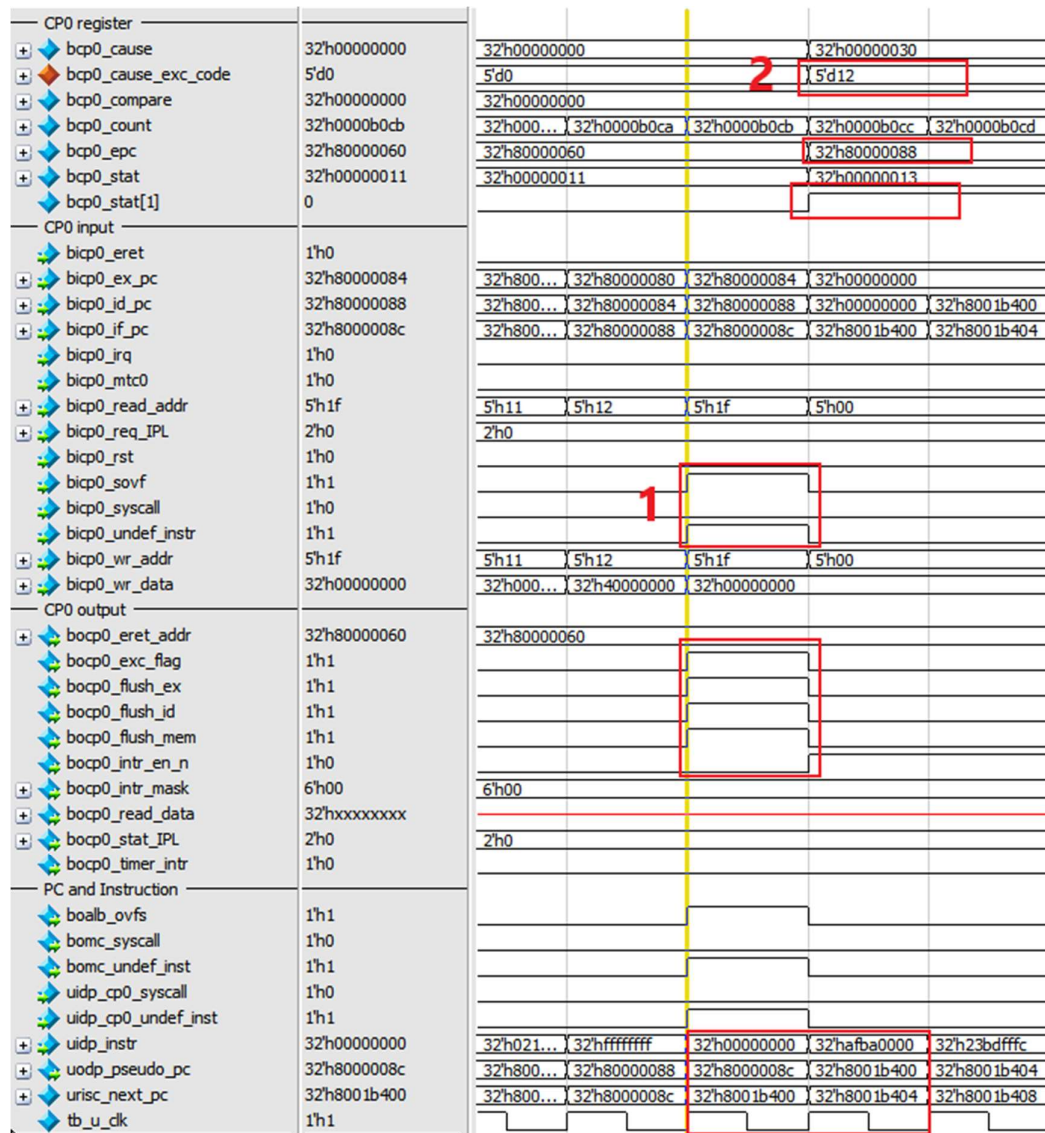 CP0 register
bcp0_cause 32'h00000000 32'h00000000 32'h00000030
bcp0_cause_exc_code 5'd0 5'd0 2 5'd12
bcp0_compare 32'h00000000 32'h00000000
bcp0_count 32'h0000b0cb 32'h000... 32'h0000b0ca 32'h0000b0cb 32'h0000b0cc 32'h0000b0cd
bcp0_epc 32'h80000060 32'h80000060 32'h80000088
bcp0_stat 32'h00000011 32'h00000011 32'h00000013
bcp0_stat[1] 0
CP0 input
bicp0_eret 1'h0
bicp0_ex_pc 32'h80000084 32'h800... 32'h80000080 32'h80000084 32'h00000000
bicp0_id_pc 32'h80000088 32'h800... 32'h80000084 32'h80000088 32'h00000000 32'h8001b400
bicp0_if_pc 32'h8000008c 32'h800... 32'h80000088 32'h8000008c 32'h8001b400 32'h8001b404
bicp0_irq 1'h0
bicp0_mtc0 1'h0
bicp0_read_addr 5'h1f 5'h11 5'h12 5'h1f 5'h00
bicp0_req_IPL 2'h0 2'h0
bicp0_rst 1'h0
bicp0_sovf 1'h1
bicp0_syscall 1'h0 1
bicp0_undef_instr 1'h1
bicp0_wr_addr 5'h1f 5'h11 5'h12 5'h1f 5'h00
bicp0_wr_data 32'h00000000 32'h000... 32'h40000000 32'h00000000
CP0 output
bocp0_eret_addr 32'h80000060 32'h80000060
bocp0_exc_flag 1'h1
bocp0_flush_ex 1'h1
bocp0_flush_id 1'h1
bocp0_flush_mem 1'h1
bocp0_intr_en_n 1'h0
bocp0_intr_mask 6'h00 6'h00
bocp0_read_data 32'hxxxxxxxx
bocp0_stat_IPL 2'h0 2'h0
bocp0_timer_intr 1'h0
PC and Instruction
boalb_ovfs 1'h1
bomc_syscall 1'h0
bomc_undef_inst 1'h1
uidp_cp0_syscall 1'h0
uidp_cp0_undef_inst 1'h1
uidp_instr 32'h00000000 32'h021... 32'hffffffff 32'h00000000 32'hafba0000 32'h23bdfffc
uodp_pseudo_pc 32'h8000008c 32'h800... 32'h80000088 32'h8000008c 32'h8001b400 32'h8001b404
urisc_next_pc 32'h8001b400 32'h800... 32'h8000008c 32'h8001b400 32'h8001b404 32'h8001b408
tb_u_clk 1'h1